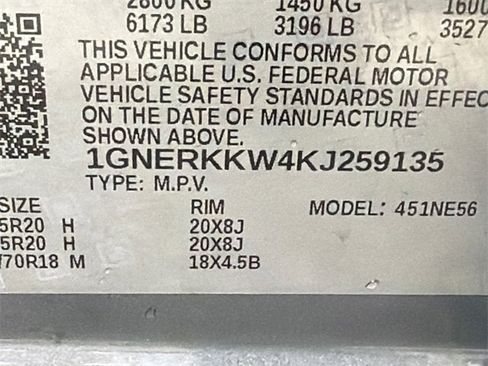 2800 KG 1450 KG 1600
6173 LB 3196 LB 3527
THIS VEHICLE CONFORMS TO ALL
APPLICABLE U.S. FEDERAL MOTOR
VEHICLE SAFETY STANDARDS IN EFFEC
ON THE DATE OF MANUFACTURE
SHOWN ABOVE.
1GNERKKW4KJ259135
TYPE: M.P.V.
SIZE RIM MODEL: 451NE56
5R20 H 20X8J
5R20 H 20X8J
/70R18 M 18X4.5B